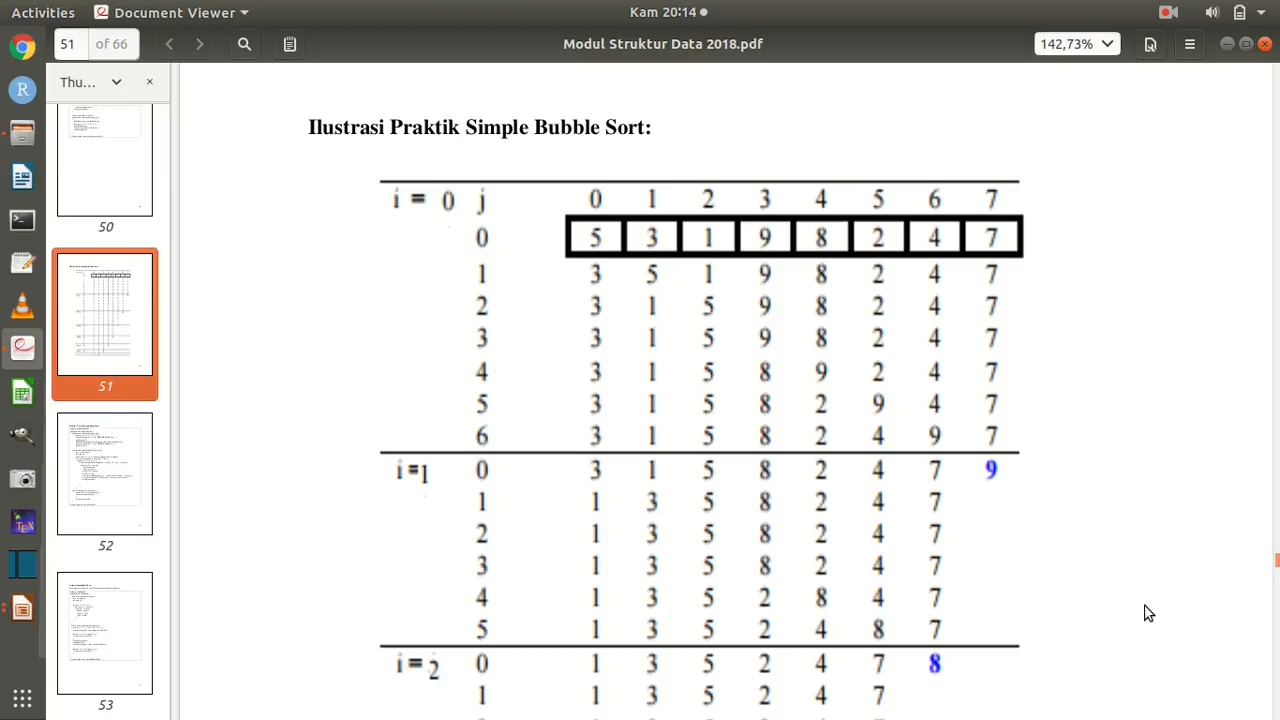 Activities Document Viewer Kam 20:14
51 of 66 Modul Struktur Data 2018.pdf 142,73%
Thu...
50
51
52
53
Ilustrasi Praktik Simple Bubble Sort:
i = 0 j 0 1 2 3 4 5 6 7
0 5 3 1 9 8 2 4 7
1 3 5 1 9 8 2 4 7
2 3 1 5 9 8 2 4 7
3 3 1 5 9 8 2 4 7
4 3 1 5 8 9 2 4 7
5 3 1 5 8 2 9 4 7
6 3 1 5 8 2 4 9 7
i =1 0 3 1 5 8 2 4 7 9
1 1 3 5 8 2 4 7
2 1 3 5 8 2 4 7
3 1 3 5 8 2 4 7
4 1 3 5 2 8 4 7
5 1 3 5 2 4 8 7
i = 2 0 1 3 5 2 4 7 8
1 1 3 5 2 4 7